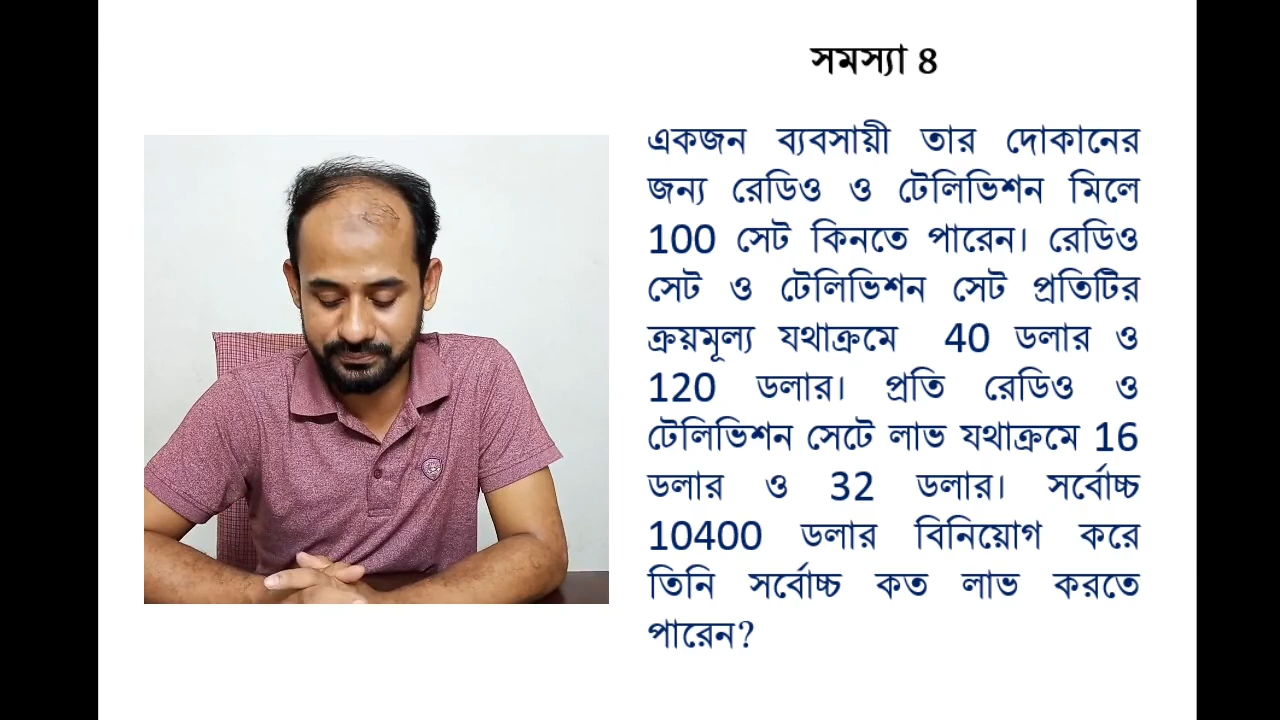 সমস্যা 8
একজন ব্যবসায়ী তার দোকানের
জন্য রেডিও ও টেলিভিশন মিলে
100 সেট কিনতে পারেন। রেডিও
সেট ও টেলিভিশন সেট প্রতিটির
ক্রয়মূল্য যথাক্রমে 40 ডলার ও
120 ডলার। প্রতি রেডিও ও
টেলিভিশন সেটে লাভ যথাক্রমে 16
ডলার ও 32 ডলার। সর্বোচ্চ
10400 ডলার বিনিয়োগ করে
তিনি সর্বোচ্চ কত লাভ করতে
পারেন?